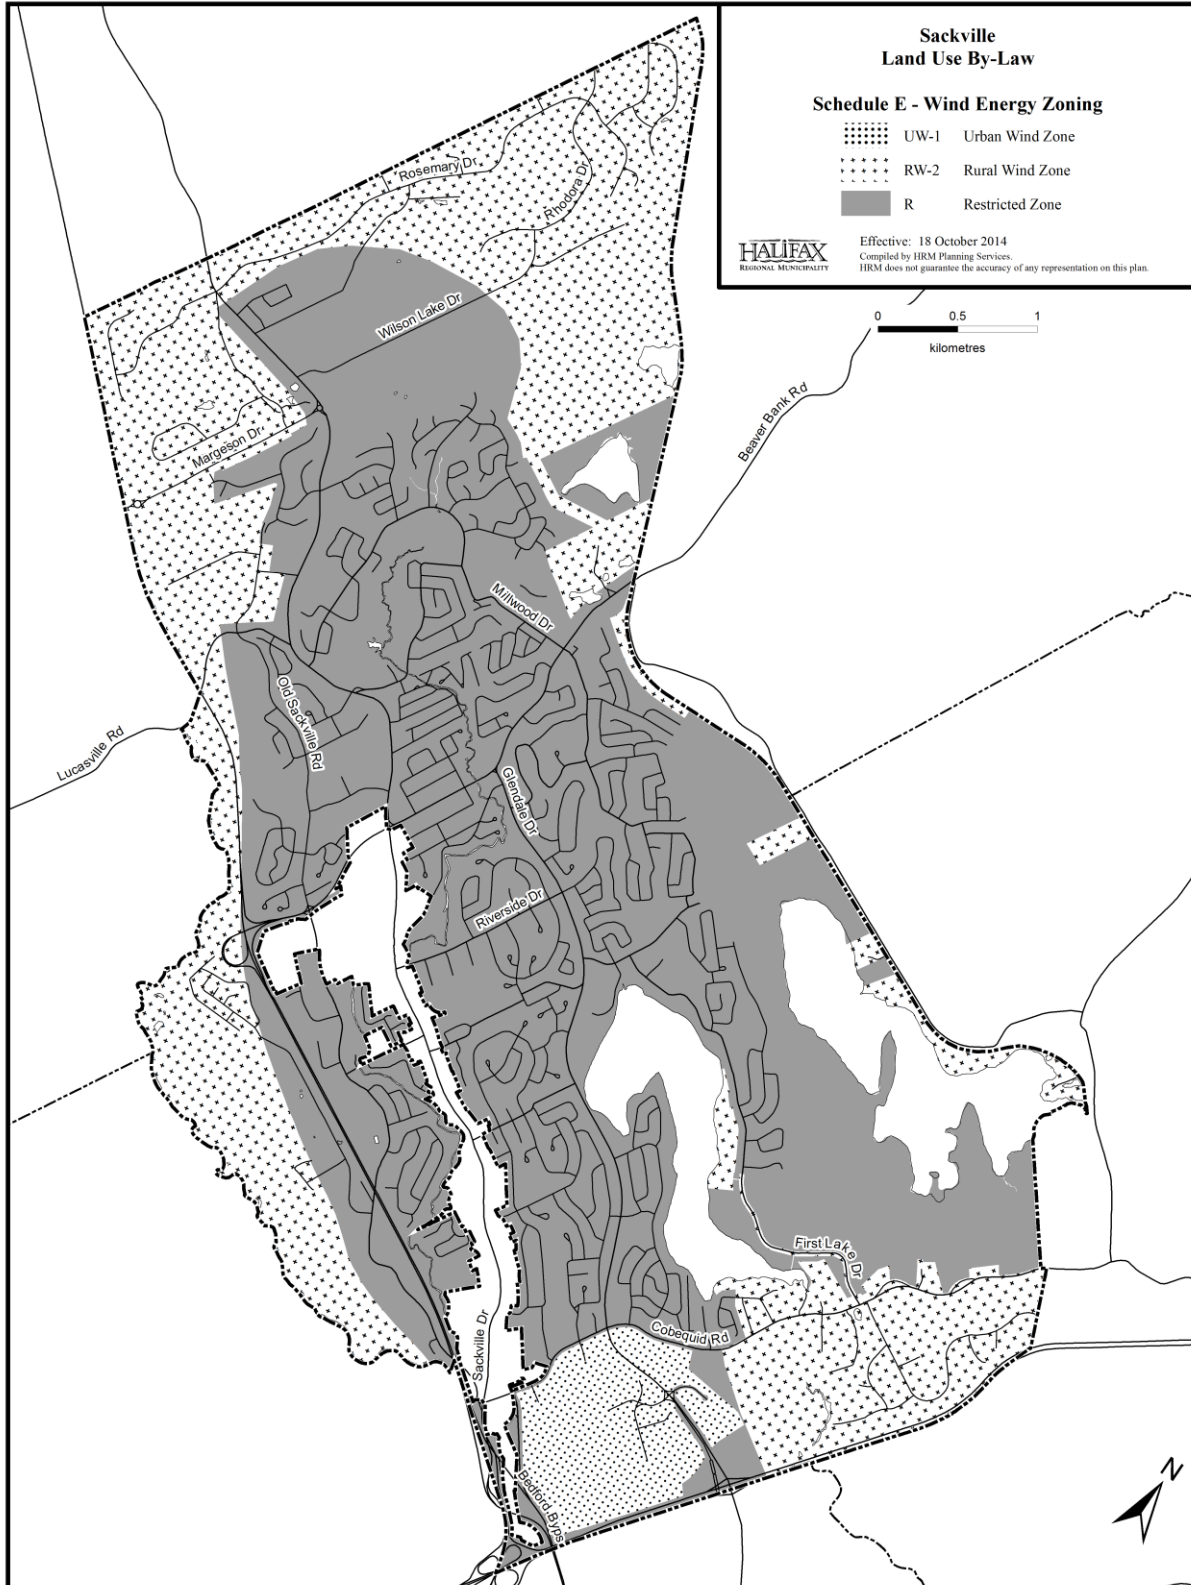 Sackville
Land Use By-Law
Schedule E - Wind Energy Zoning
UW-1 Urban Wind Zone
RW-2 Rural Wind Zone
R Restricted Zone
HALIFAX
REGIONAL MUNICIPALITY
Effective: 18 October 2014
Compiled by HRM Planning Services.
HRM does not guarantee the accuracy of any representation on this plan.
0 0.5 1
kilometres
Rosemary Dr
Rhodora Dr
Wilson Lake Dr
Beaver Bank Rd
Margeson Dr
Millwood Dr
Old Sackville Rd
Lucasville Rd
Glendale Dr
Riverside Dr
First Lake Dr
Cobequid Rd
Sackville Dr
Bedford Byps
N